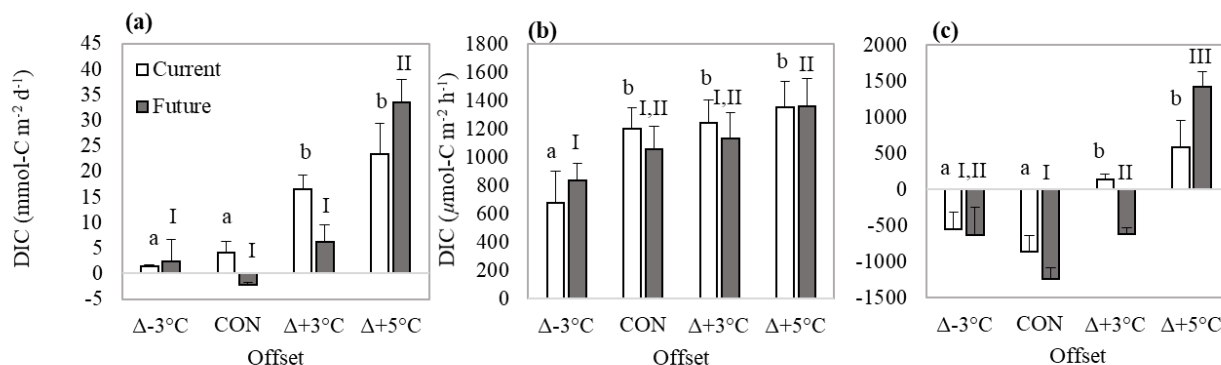 (a)
DIC (mmol-C m-2 d-1)
45
40
35
30
25
20
15
10
5
0
-5
Current
Future
a
I
a
I
b
I
b
II
Δ-3°C CON Δ+3°C Δ+5°C
Offset
(b)
DIC (µmol-C m-2 h-1)
1800
1600
1400
1200
1000
800
600
400
200
0
a
I
b
I,II
b
I,II
b
II
Δ-3°C CON Δ+3°C Δ+5°C
Offset
(c)
2000
1500
1000
500
0
-500
-1000
-1500
a
I,II
a
I
b
II
b
III
Δ-3°C CON Δ+3°C Δ+5°C
Offset